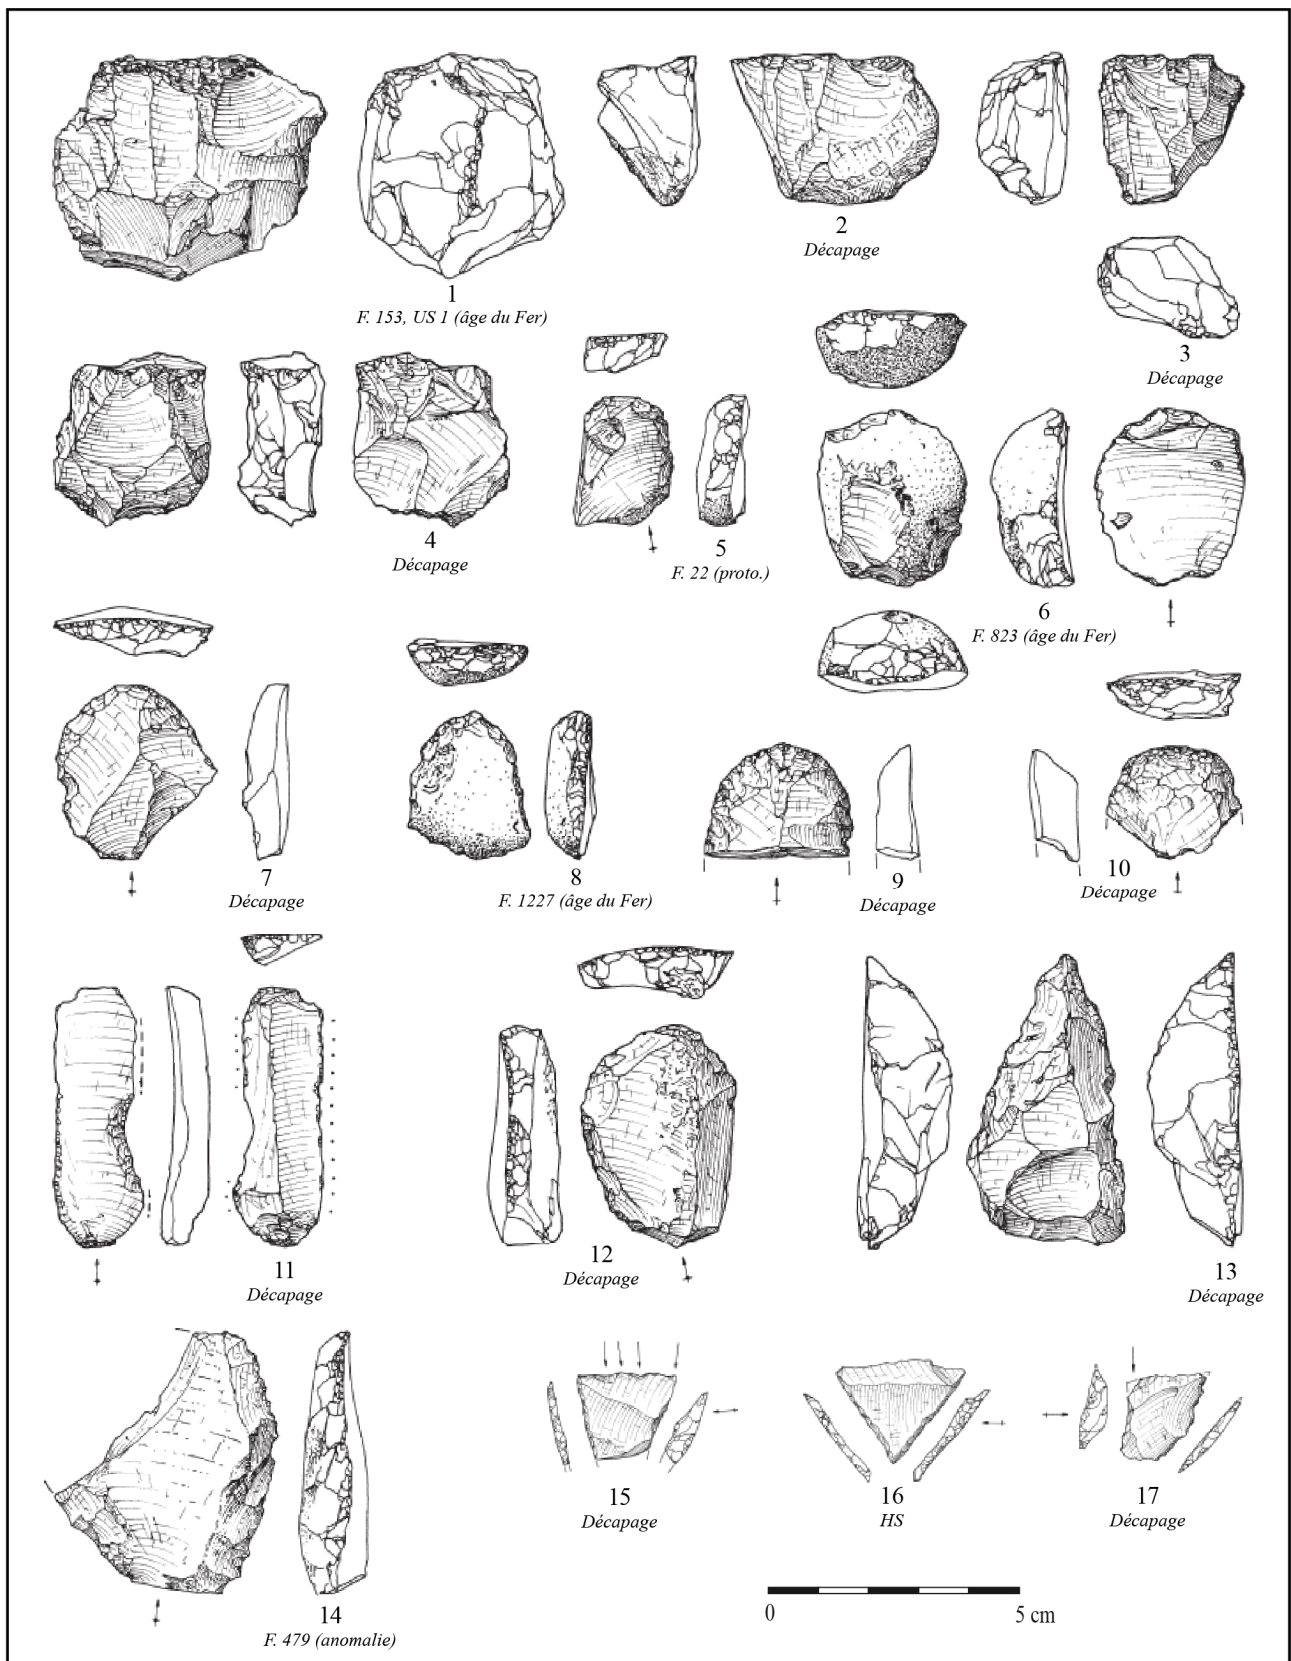 1
F. 153, US 1 (âge du Fer)
2
Décapage
3
Décapage
4
Décapage
5
F. 22 (proto.)
6
F. 823 (âge du Fer)
7
Décapage
8
F. 1227 (âge du Fer)
9
Décapage
10
Décapage
11
Décapage
12
Décapage
13
Décapage
14
F. 479 (anomalie)
15
Décapage
16
HS
17
Décapage
0 5 cm